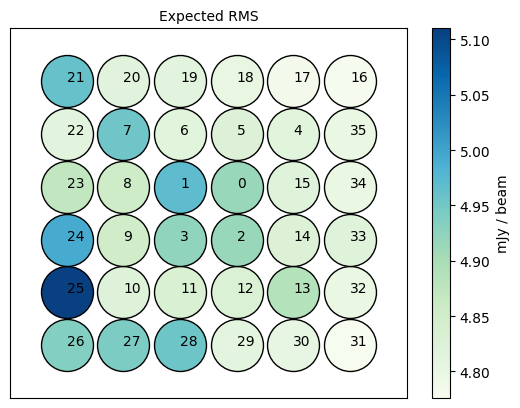 Expected RMS
21 20 19 18 17 16
22 7 6 5 4 35
23 8 1 0 15 34
24 9 3 2 14 33
25 10 11 12 13 32
26 27 28 29 30 31
5.10
5.05
5.00
4.95
4.90
4.85
4.80
mJy / beam